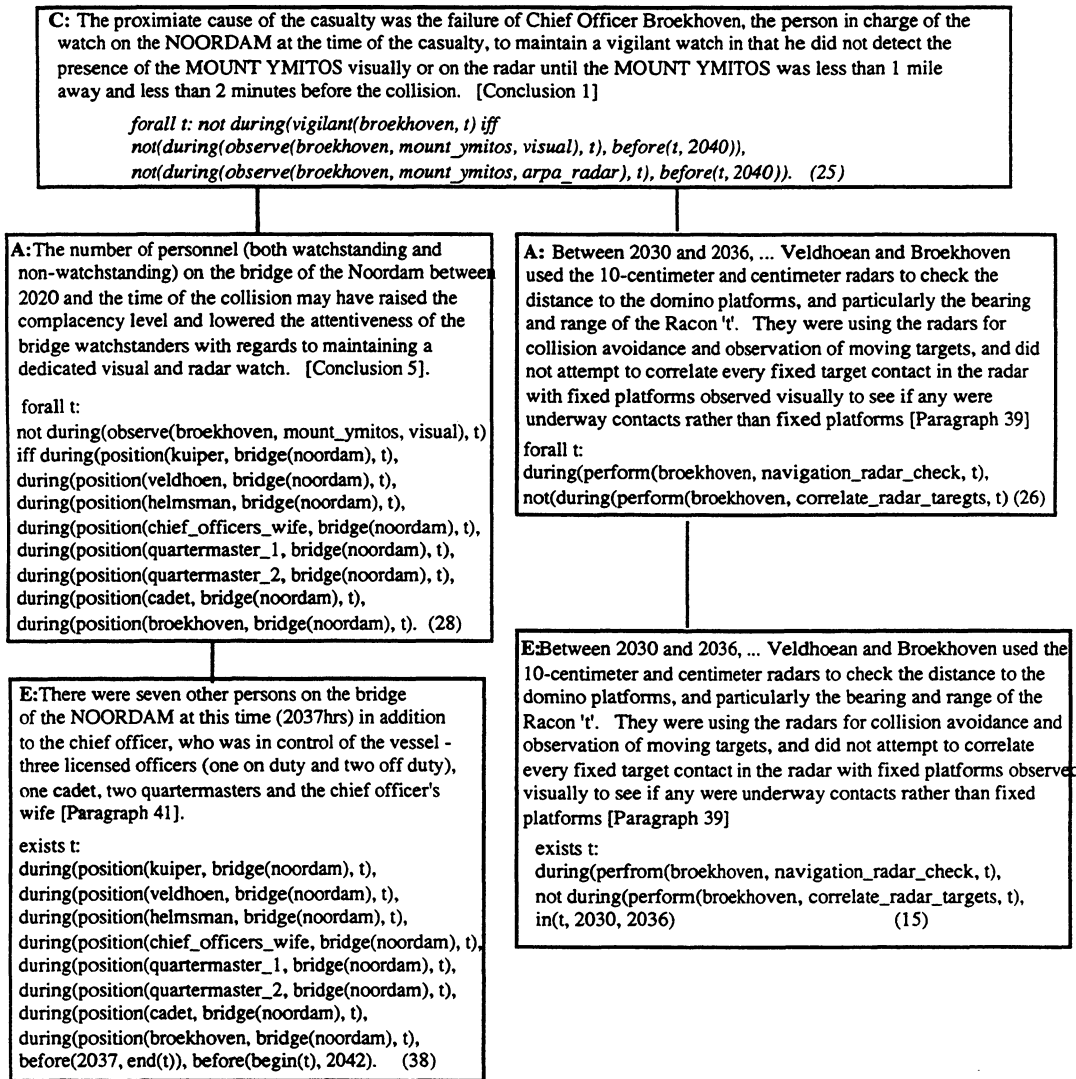 C: The proximiate cause of the casualty was the failure of Chief Officer Broekhoven, the person in charge of the
watch on the NOORDAM at the time of the casualty, to maintain a vigilant watch in that he did not detect the
presence of the MOUNT YMITOS visually or on the radar until the MOUNT YMITOS was less than 1 mile
away and less than 2 minutes before the collision. [Conclusion 1]
forall t: not during(vigilant(broekhoven, t) iff
not(during(observe(broekhoven, mount_ymitos, visual), t), before(t, 2040)),
not(during(observe(broekhoven, mount_ymitos, arpa_radar), t), before(t, 2040)). (25)
A:The number of personnel (both watchstanding and
non-watchstanding) on the bridge of the Noordam between
2020 and the time of the collision may have raised the
complacency level and lowered the attentiveness of the
bridge watchstanders with regards to maintaining a
dedicated visual and radar watch. [Conclusion 5].
forall t:
not during(observe(broekhoven, mount_ymitos, visual), t)
iff during(position(kuiper, bridge(noordam), t),
during(position(veldhoen, bridge(noordam), t),
during(position(helmsman, bridge(noordam), t),
during(position(chief_officers_wife, bridge(noordam), t),
during(position(quartermaster_1, bridge(noordam), t),
during(position(quartermaster_2, bridge(noordam), t),
during(position(cadet, bridge(noordam), t),
during(position(broekhoven, bridge(noordam), t). (28)
E:There were seven other persons on the bridge
of the NOORDAM at this time (2037hrs) in addition
to the chief officer, who was in control of the vessel -
three licensed officers (one on duty and two off duty),
one cadet, two quartermasters and the chief officer's
wife [Paragraph 41].
exists t:
during(position(kuiper, bridge(noordam), t),
during(position(veldhoen, bridge(noordam), t),
during(position(helmsman, bridge(noordam), t),
during(position(chief_officers_wife, bridge(noordam), t),
during(position(quartermaster_1, bridge(noordam), t),
during(position(quartermaster_2, bridge(noordam), t),
during(position(cadet, bridge(noordam), t),
during(position(broekhoven, bridge(noordam), t),
before(2037, end(t)), before(begin(t), 2042). (38)
A: Between 2030 and 2036, ... Veldhoean and Broekhoven
used the 10-centimeter and centimeter radars to check the
distance to the domino platforms, and particularly the bearing
and range of the Racon 't'. They were using the radars for
collision avoidance and observation of moving targets, and did
not attempt to correlate every fixed target contact in the radar
with fixed platforms observed visually to see if any were
underway contacts rather than fixed platforms [Paragraph 39]
forall t:
during(perform(broekhoven, navigation_radar_check, t),
not(during(perform(broekhoven, correlate_radar_taregts, t) (26)
E:Between 2030 and 2036, ... Veldhoean and Broekhoven used the
10-centimeter and centimeter radars to check the distance to the
domino platforms, and particularly the bearing and range of the
Racon 't'. They were using the radars for collision avoidance and
observation of moving targets, and did not attempt to correlate
every fixed target contact in the radar with fixed platforms observed
visually to see if any were underway contacts rather than fixed
platforms [Paragraph 39]
exists t:
during(perfrom(broekhoven, navigation_radar_check, t),
not during(perform(broekhoven, correlate_radar_targets, t),
in(t, 2030, 2036) (15)